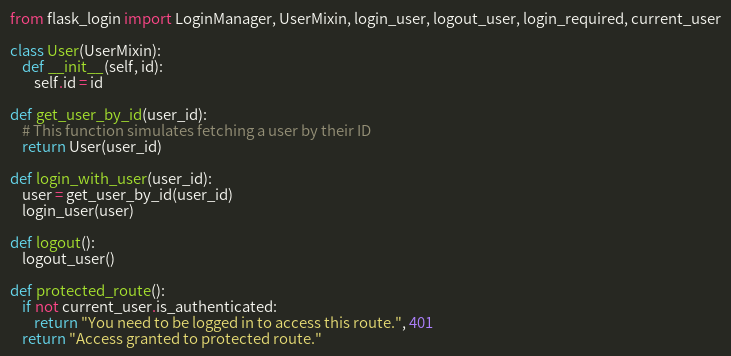 from flask_login import LoginManager, UserMixin, login_user, logout_user, login_required, current_user
class User(UserMixin):
def __init__(self, id):
self.id = id
def get_user_by_id(user_id):
# This function simulates fetching a user by their ID
return User(user_id)
def login_with_user(user_id):
user = get_user_by_id(user_id)
login_user(user)
def logout():
logout_user()
def protected_route():
if not current_user.is_authenticated:
return "You need to be logged in to access this route.", 401
return "Access granted to protected route."